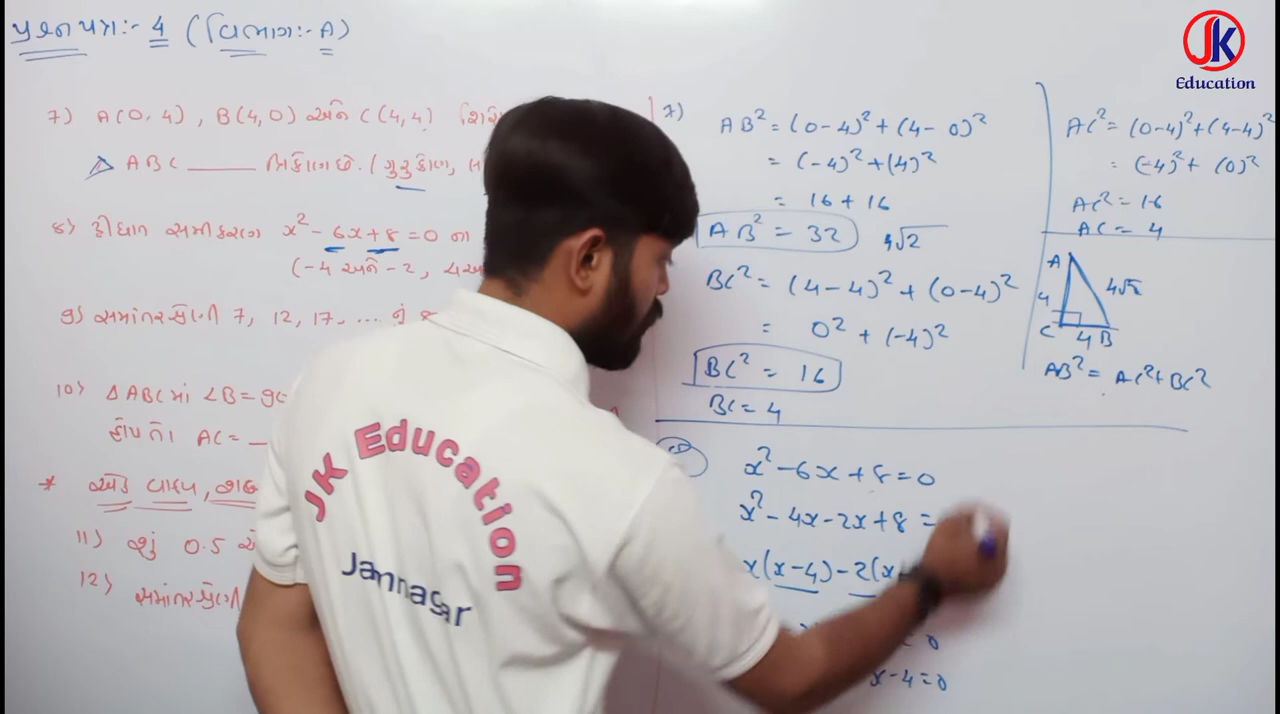 પ્રશ્નપત્ર:- 4 (વિભાગ:- A)
JK
Education
7) A(0,4), B(4,0) અને C(4,4)
△ ABC ____ ત્રિકોણ છે. (ગુરુકોણ,
8) દ્વિઘાત સમીકરણ x² - 6x + 8 = 0 ના
(-4 અને -2,
9) સમાંતર શ્રેણી 7, 12, 17, ... નું
10) △ABC માં ∠B =
હોય તો AC = _
* એક વાક્ય,
11) શું 0.5
12) સમાંતર શ્રેણી
7)
AB² = (0-4)² + (4-0)²
= (-4)² + (4)²
= 16 + 16
AB² = 32 4√2
BC² = (4-4)² + (0-4)²
= 0² + (-4)²
BC² = 16
BC = 4
AC² = (0-4)² + (4-4)²
= (-4)² + (0)²
AC² = 16
AC = 4
A
4 4√2
C 4 B
AB² = AC² + BC²
x² - 6x + 8 = 0
x² - 4x - 2x + 8 =
x(x-4) - 2(x
= 0
x-4=0
JK Education
Jamnagar